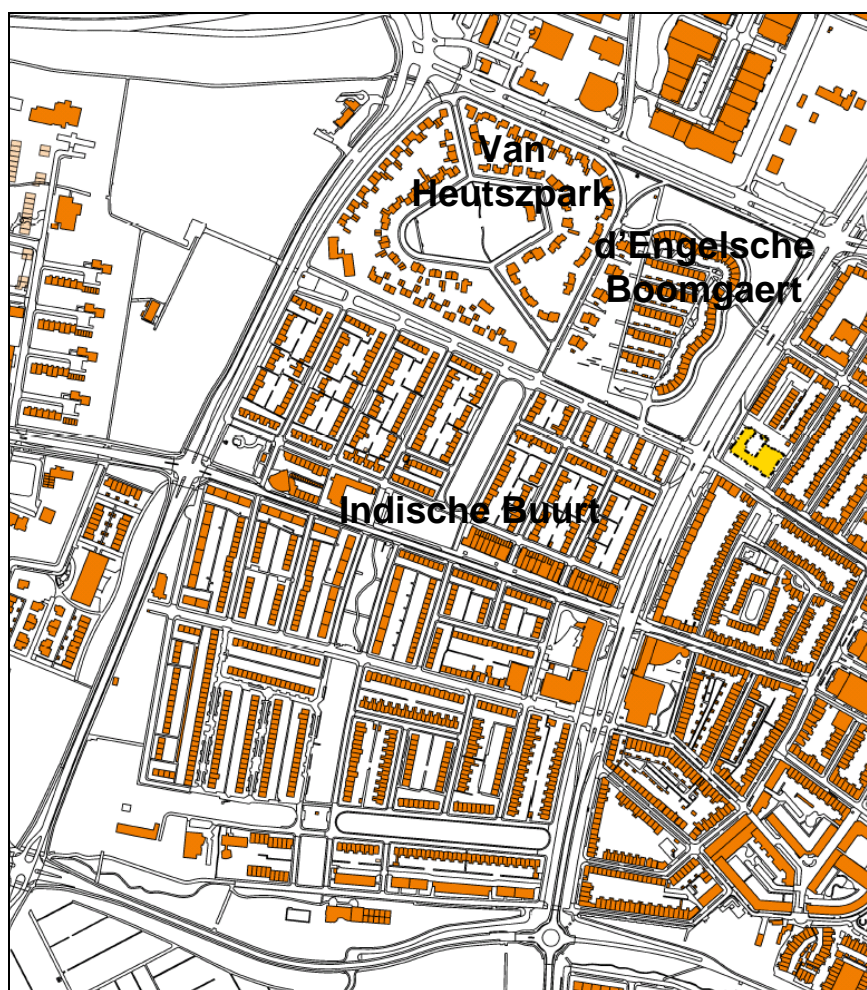 Van
Heutszpark
d'Engelsche
Boomgaert
Indische Buurt